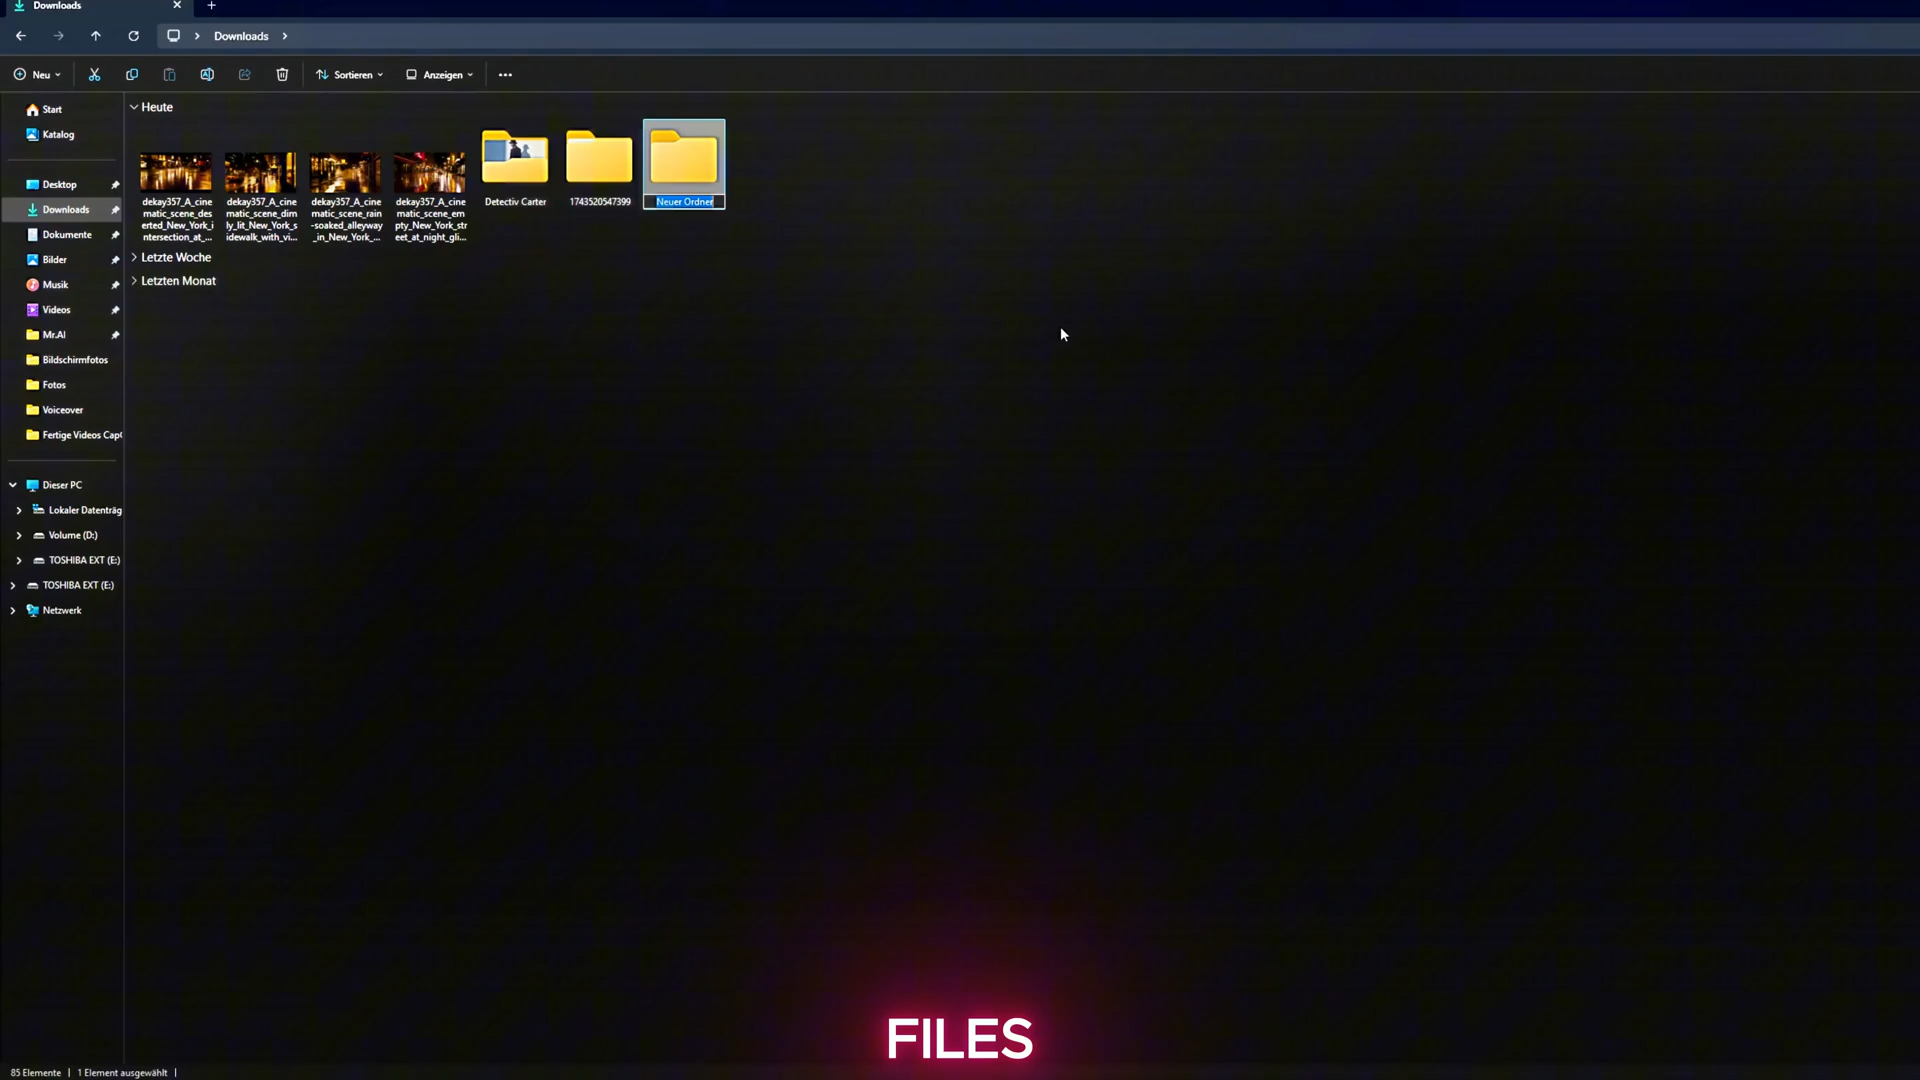 Downloads
Downloads
Neu
Sortieren
Anzeigen
Start
Katalog
Desktop
Downloads
Dokumente
Bilder
Musik
Videos
Mr.AI
Bildschirmfotos
Fotos
Voiceover
Fertige Videos Cap
Dieser PC
Lokaler Datenträg
Volume (D:)
TOSHIBA EXT (E:)
TOSHIBA EXT (E:)
Netzwerk
Heute
dekay357_A_cine
matic_scene_des
erted_New_York_i
ntersection_at_...
dekay357_A_cine
matic_scene_dim
ly_lit_New_York_s
idewalk_with_vi...
dekay357_A_cine
matic_scene_rain
-soaked_alleyway
_in_New_York_...
dekay357_A_cine
matic_scene_em
pty_New_York_str
eet_at_night_gli...
Detectiv Carter
1743520547399
Neuer Ordner
Letzte Woche
Letzten Monat
FILES
85 Elemente
1 Element ausgewählt